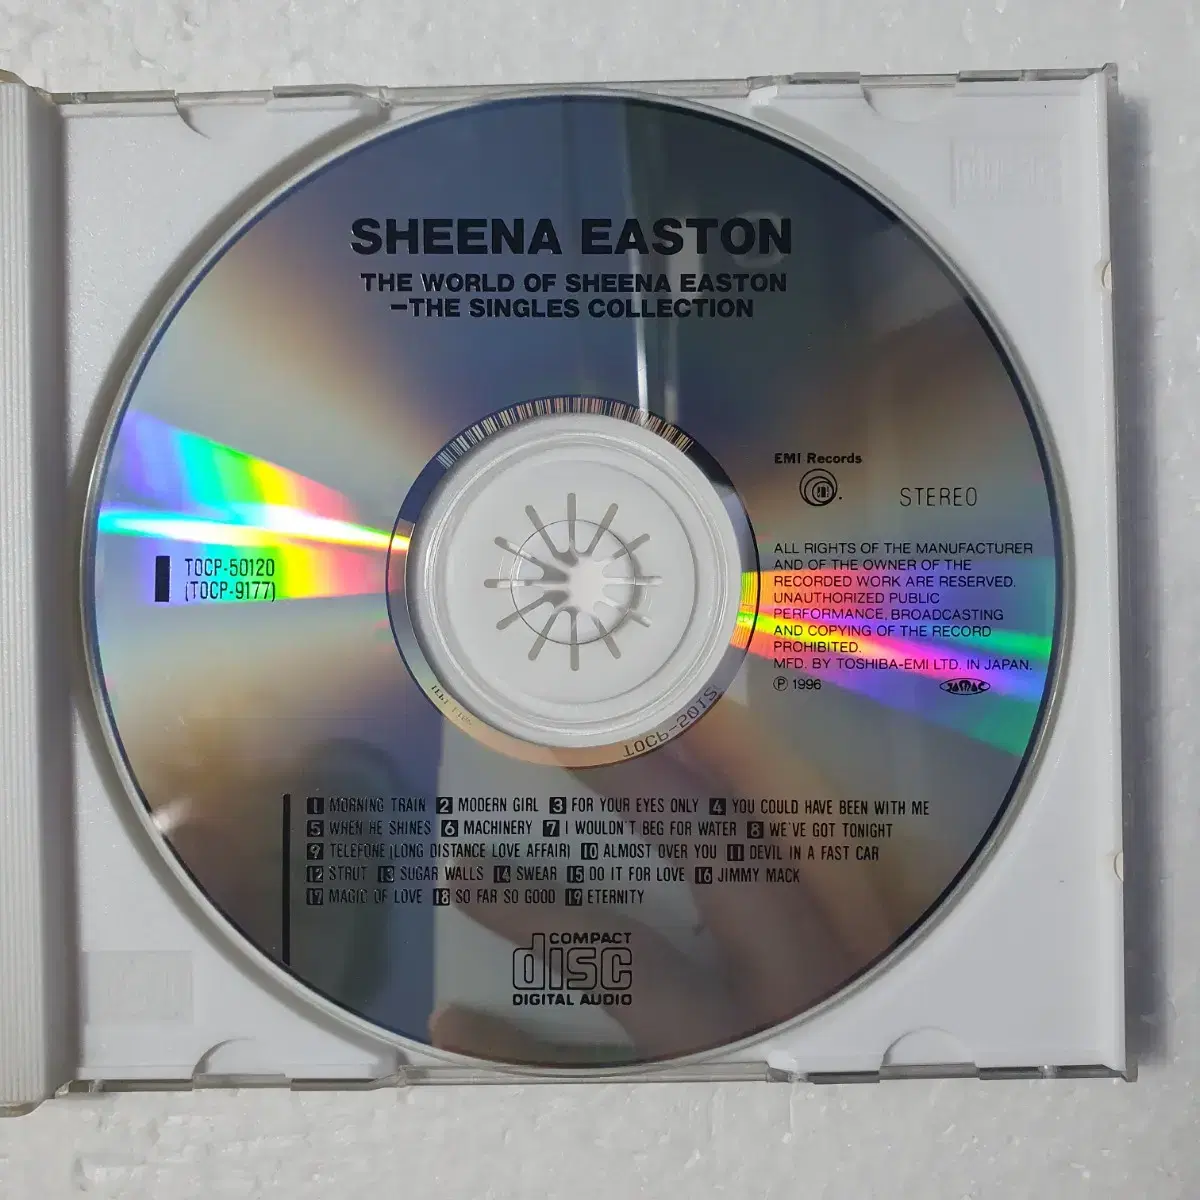 SHEENA EASTON
THE WORLD OF SHEENA EASTON
-THE SINGLES COLLECTION
EMI Records
STEREO
TOCP-50120
(TOCP-9177)
ALL RIGHTS OF THE MANUFACTURER
AND OF THE OWNER OF THE
RECORDED WORK ARE RESERVED.
UNAUTHORIZED PUBLIC
PERFORMANCE, BROADCASTING
AND COPYING OF THE RECORD
PROHIBITED.
MFD. BY TOSHIBA-EMI LTD. IN JAPAN.
Ⓟ 1996
JASRAC
1 MORNING TRAIN 2 MODERN GIRL 3 FOR YOUR EYES ONLY 4 YOU COULD HAVE BEEN WITH ME
5 WHEN HE SHINES 6 MACHINERY 7 I WOULDN'T BEG FOR WATER 8 WE'VE GOT TONIGHT
9 TELEFONE (LONG DISTANCE LOVE AFFAIR) 10 ALMOST OVER YOU 11 DEVIL IN A FAST CAR
12 STRUT 13 SUGAR WALLS 14 SWEAR 15 DO IT FOR LOVE 16 JIMMY MACK
17 MAGIC OF LOVE 18 SO FAR SO GOOD 19 ETERNITY
COMPACT
disc
DIGITAL AUDIO